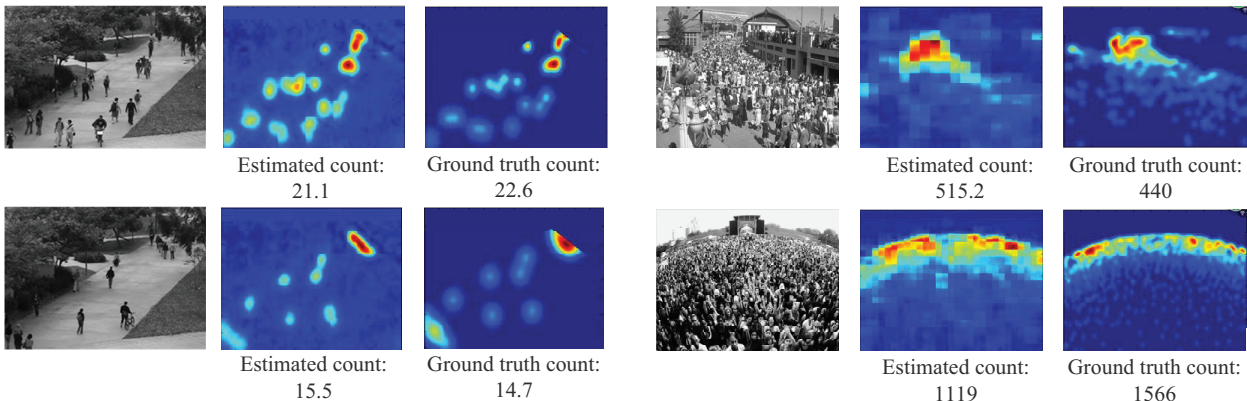 Estimated count:
21.1
Ground truth count:
22.6
Estimated count:
515.2
Ground truth count:
440
Estimated count:
15.5
Ground truth count:
14.7
Estimated count:
1119
Ground truth count:
1566